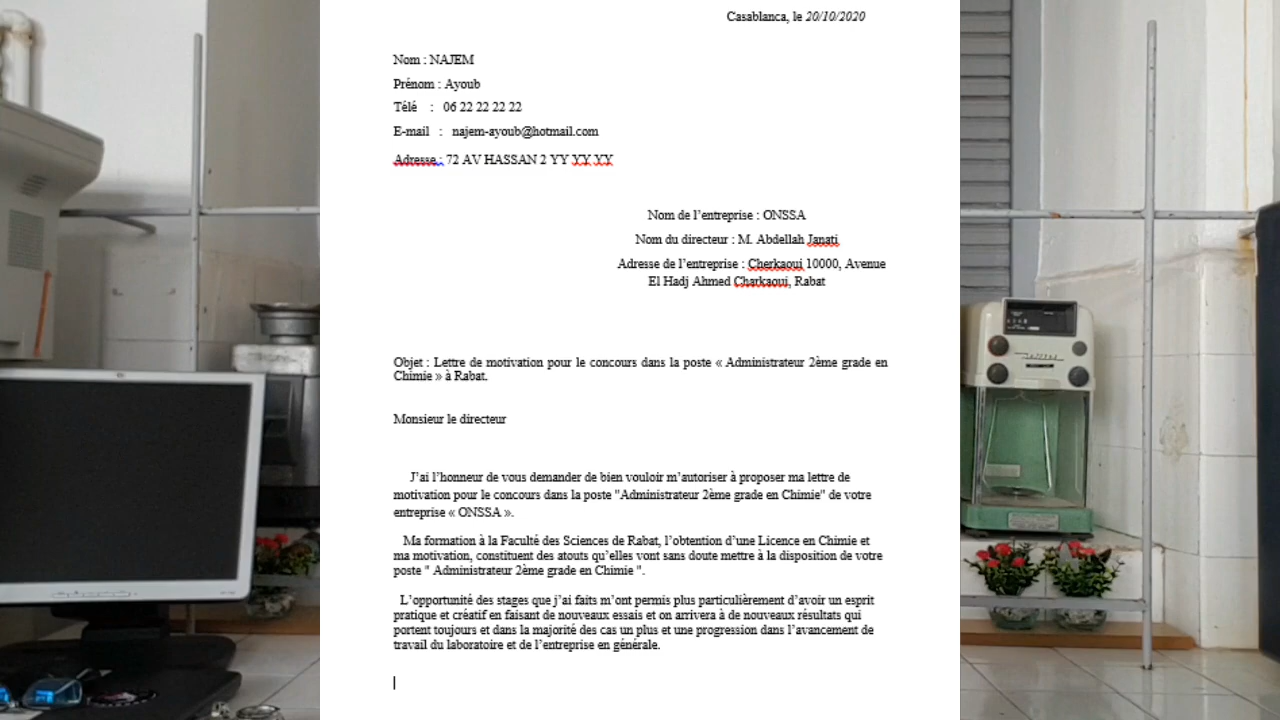 Casablanca, le 20/10/2020
Nom : NAJEM
Prénom : Ayoub
Télé : 06 22 22 22 22
E-mail : najem-ayoub@hotmail.com
Adresse : 72 AV HASSAN 2 YY YY YY
Nom de l’entreprise : ONSSA
Nom du directeur : M. Abdellah Janati
Adresse de l’entreprise : Cherkaoui 10000, Avenue
El Hadj Ahmed Charkaoui, Rabat
Objet : Lettre de motivation pour le concours dans la poste « Administrateur 2ème grade en
Chimie » à Rabat.
Monsieur le directeur
J’ai l’honneur de vous demander de bien vouloir m’autoriser à proposer ma lettre de
motivation pour le concours dans la poste "Administrateur 2ème grade en Chimie" de votre
entreprise « ONSSA ».
Ma formation à la Faculté des Sciences de Rabat, l’obtention d’une Licence en Chimie et
ma motivation, constituent des atouts qu’elles vont sans doute mettre à la disposition de votre
poste " Administrateur 2ème grade en Chimie ".
L’opportunité des stages que j’ai faits m’ont permis plus particulièrement d’avoir un esprit
pratique et créatif en faisant de nouveaux essais et on arrivera à de nouveaux résultats qui
portent toujours et dans la majorité des cas un plus et une progression dans l’avancement de
travail du laboratoire et de l’entreprise en générale.